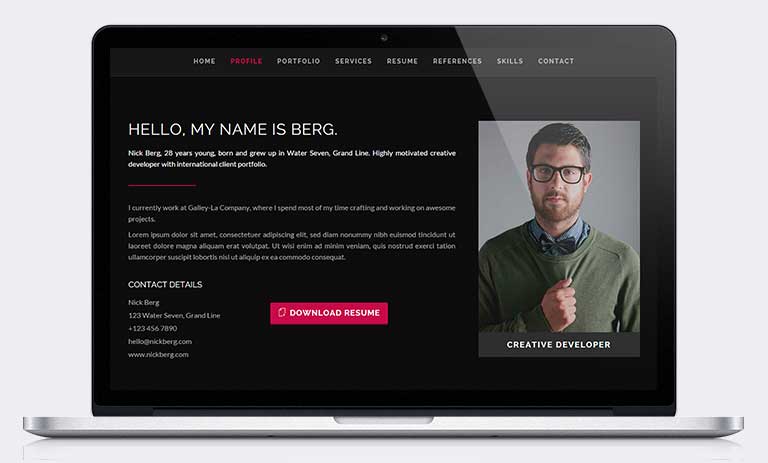 HOME PROFILE PORTFOLIO SERVICES RESUME REFERENCES SKILLS CONTACT
HELLO, MY NAME IS BERG.
Nick Berg, 28 years young, born and grew up in Water Seven, Grand Line. Highly motivated creative
developer with international client portfolio.
I currently work at Galley-La Company, where I spend most of my time crafting and working on awesome
projects.
Lorem ipsum dolor sit amet, consectetuer adipiscing elit, sed diam nonummy nibh euismod tincidunt ut
laoreet dolore magna aliquam erat volutpat. Ut wisi enim ad minim veniam, quis nostrud exerci tation
ullamcorper suscipit lobortis nisl ut aliquip ex ea commodo consequat.
CONTACT DETAILS
Nick Berg
123 Water Seven, Grand Line
+123 456 7890
hello@nickberg.com
www.nickberg.com
DOWNLOAD RESUME
CREATIVE DEVELOPER